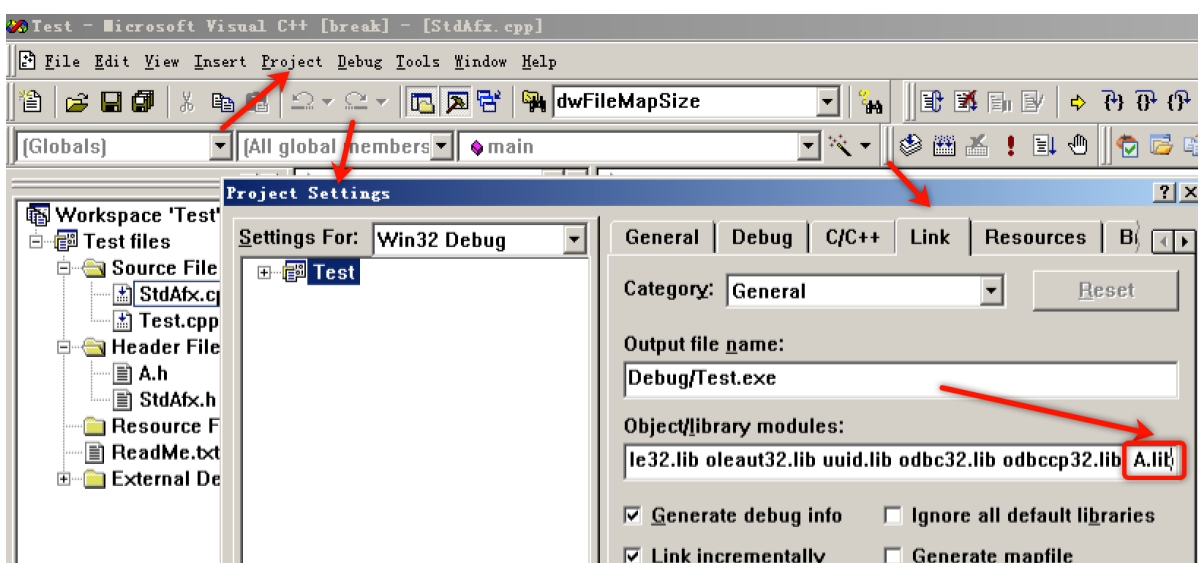 Test - Microsoft Visual C++ [break] - [StdAfx.cpp]
File Edit View Insert Project Debug Tools Window Help
dwFileMapSize
(Globals) (All global members main
Project Settings
Workspace 'Test'
Test files
Source File
StdAfx.c
Test.cpp
Header File
A.h
StdAfx.h
Resource F
ReadMe.txt
External De
Settings For: Win32 Debug
Test
General Debug C/C++ Link Resources
Category: General Reset
Output file name:
Debug/Test.exe
Object/library modules:
le32.lib oleaut32.lib uuid.lib odbc32.lib odbccp32.lib A.lib
Generate debug info Ignore all default libraries
Link incrementally Generate mapfile